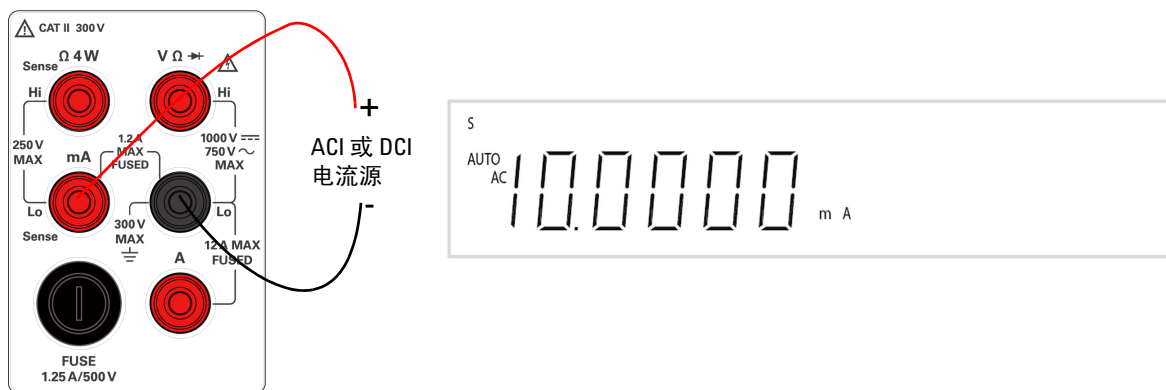 CAT II 300 V
Ω 4 W
V Ω
Sense
Hi
Hi
250 V
MAX
1.2 A
MAX
FUSED
1000 V
750 V
MAX
mA
Lo
Lo
Sense
300 V
MAX
12 A MAX
FUSED
A
FUSE
1.25 A/500 V
+
ACI 或 DCI
电流源
-
S
AUTO
AC
10.0000
m A